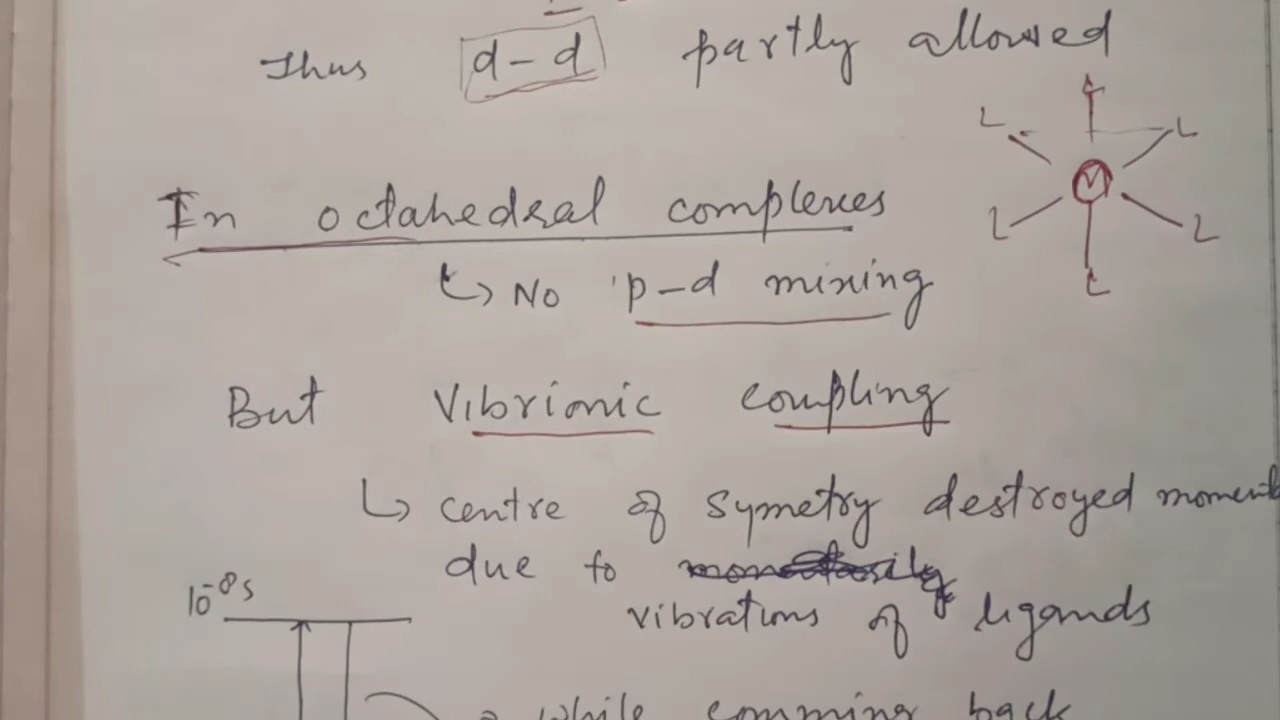 Thus d-d partly allowed
L L
In octahedral complexes
M
L L
L
↳ No p-d mixing
But Vibrionic coupling
↳ centre of symetry destroyed moment
due to
10⁻⁸s
vibrations of ligands
while comming back